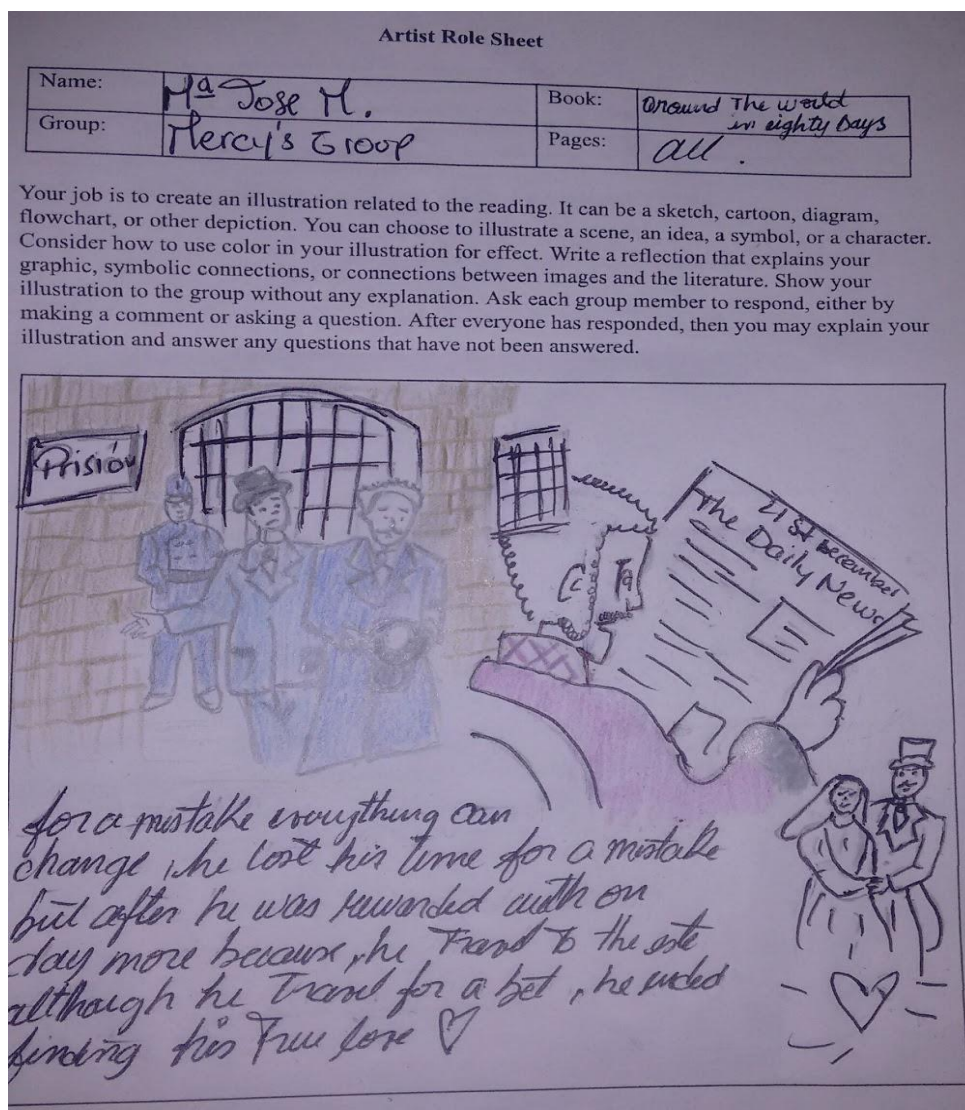 Artist Role Sheet
Name:
Mª Jose M.
Book:
around The world
in eighty Days
Group:
Mercy's Group
Pages:
all.
Your job is to create an illustration related to the reading. It can be a sketch, cartoon, diagram,
flowchart, or other depiction. You can choose to illustrate a scene, an idea, a symbol, or a character.
Consider how to use color in your illustration for effect. Write a reflection that explains your
graphic, symbolic connections, or connections between images and the literature. Show your
illustration to the group without any explanation. Ask each group member to respond, either by
making a comment or asking a question. After everyone has responded, then you may explain your
illustration and answer any questions that have not been answered.
Prisión
21st december
The Daily News
for a mistake everything can
change, he lost his time for a mistake
but after he was rewarded with on
day more because, he Travel to the este
although he Travel for a bet, he ended
finding his True love